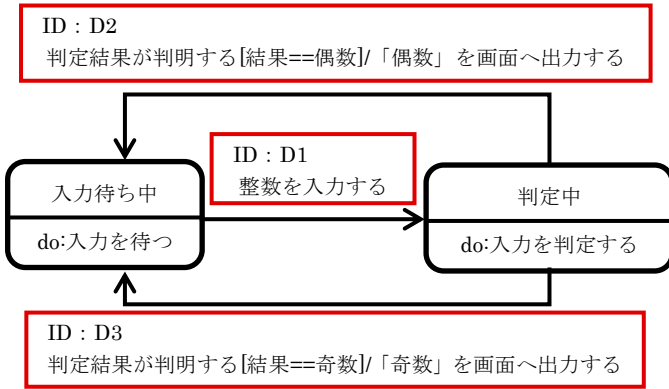 ID：D2
判定結果が判明する[結果==偶数]/「偶数」を画面へ出力する
ID：D1
整数を入力する
入力待ち中
do:入力を待つ
判定中
do:入力を判定する
ID：D3
判定結果が判明する[結果==奇数]/「奇数」を画面へ出力する